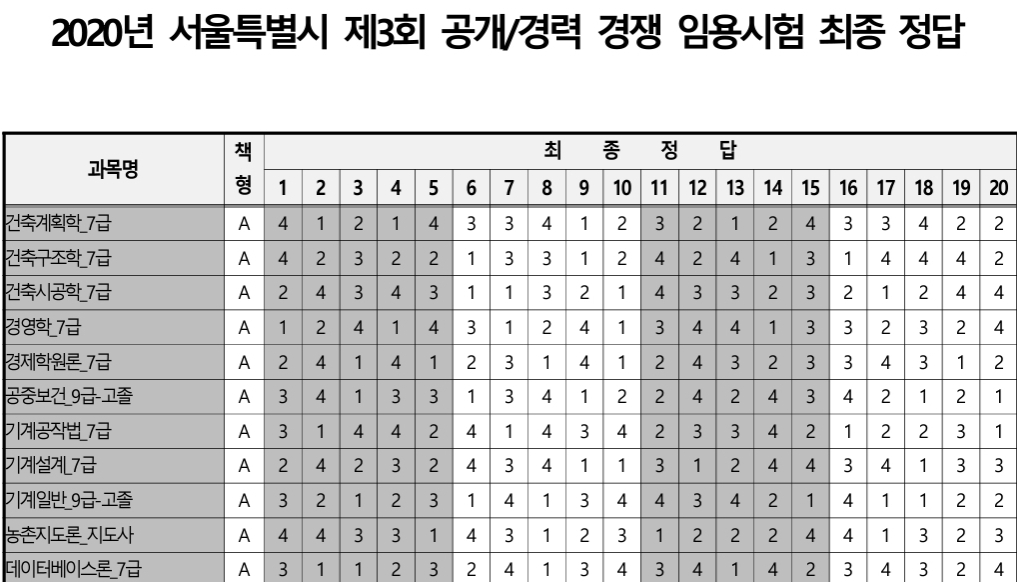 2020년 서울특별시 제3회 공개/경력 경쟁 임용시험 최종 정답
과목명 책형 최 종 정 답
1 2 3 4 5 6 7 8 9 10 11 12 13 14 15 16 17 18 19 20
건축계획학_7급 A 4 1 2 1 4 3 3 4 1 2 3 2 1 2 4 3 3 4 2 2
건축구조학_7급 A 4 2 3 2 2 1 3 3 1 2 4 2 4 1 3 1 4 4 4 2
건축시공학_7급 A 2 4 3 4 3 1 1 3 2 1 4 3 3 2 3 2 1 2 4 4
경영학_7급 A 1 2 4 1 4 3 1 2 4 1 3 4 4 1 3 3 2 3 2 4
경제학원론_7급 A 2 4 1 4 1 2 3 1 4 1 2 4 3 2 3 3 4 3 1 2
공중보건_9급-고졸 A 3 4 1 3 3 1 3 4 1 2 2 4 2 4 3 4 2 1 2 1
기계공작법_7급 A 3 1 4 4 2 4 1 4 3 4 2 3 3 4 2 1 2 2 3 1
기계설계_7급 A 2 4 2 3 2 4 3 4 1 1 3 1 2 4 4 3 4 1 3 3
기계일반_9급-고졸 A 3 2 1 2 3 1 4 1 3 4 4 3 4 2 1 4 1 1 2 2
농촌지도론_지도사 A 4 4 3 3 1 4 3 1 2 3 1 2 2 2 4 4 1 3 2 3
데이터베이스론_7급 A 3 1 1 2 3 2 4 1 3 4 3 4 1 4 2 3 4 3 2 4